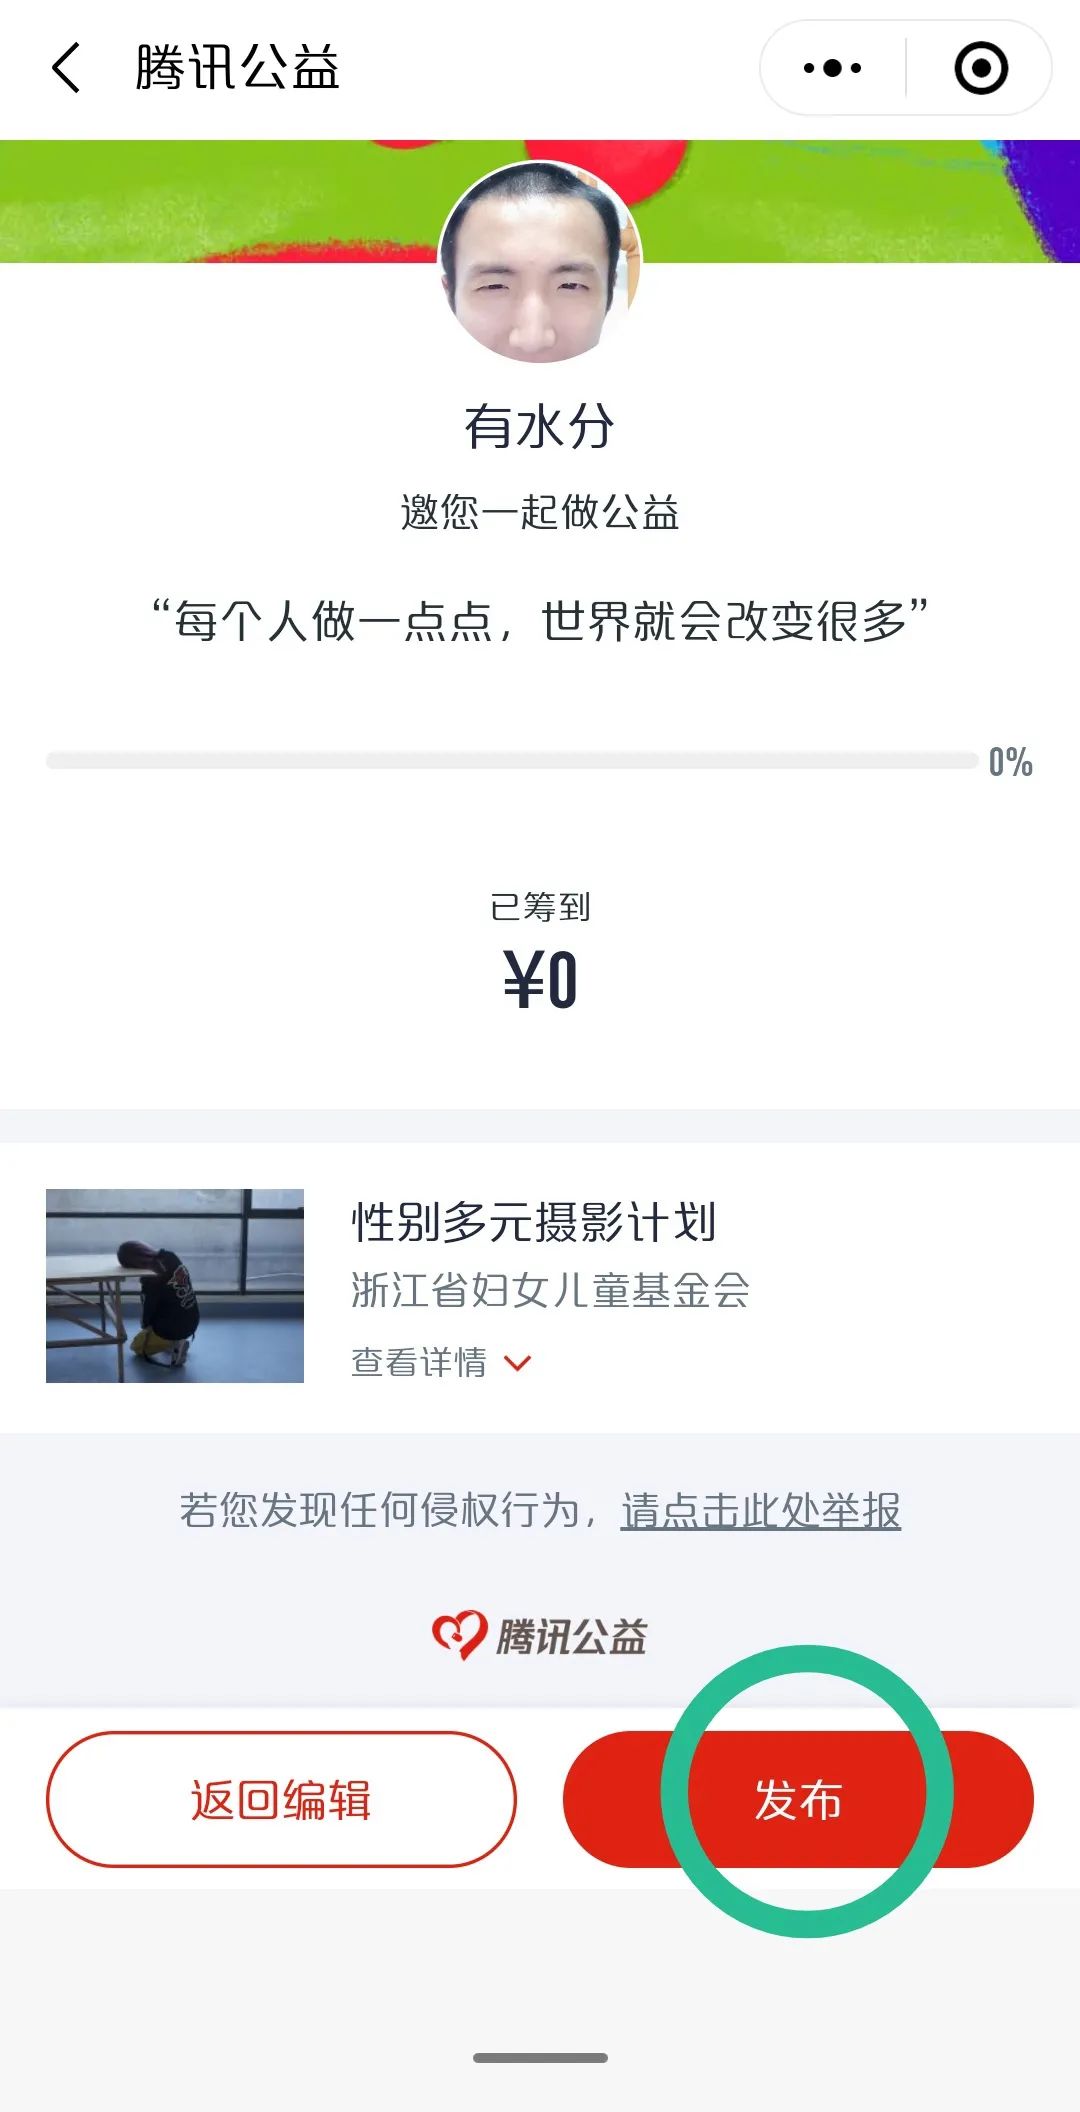 腾讯公益
有水分
邀您一起做公益
“每个人做一点点，世界就会改变很多”
0%
已筹到
¥0
性别多元摄影计划
浙江省妇女儿童基金会
查看详情
若您发现任何侵权行为，请点击此处举报
腾讯公益
返回编辑
发布